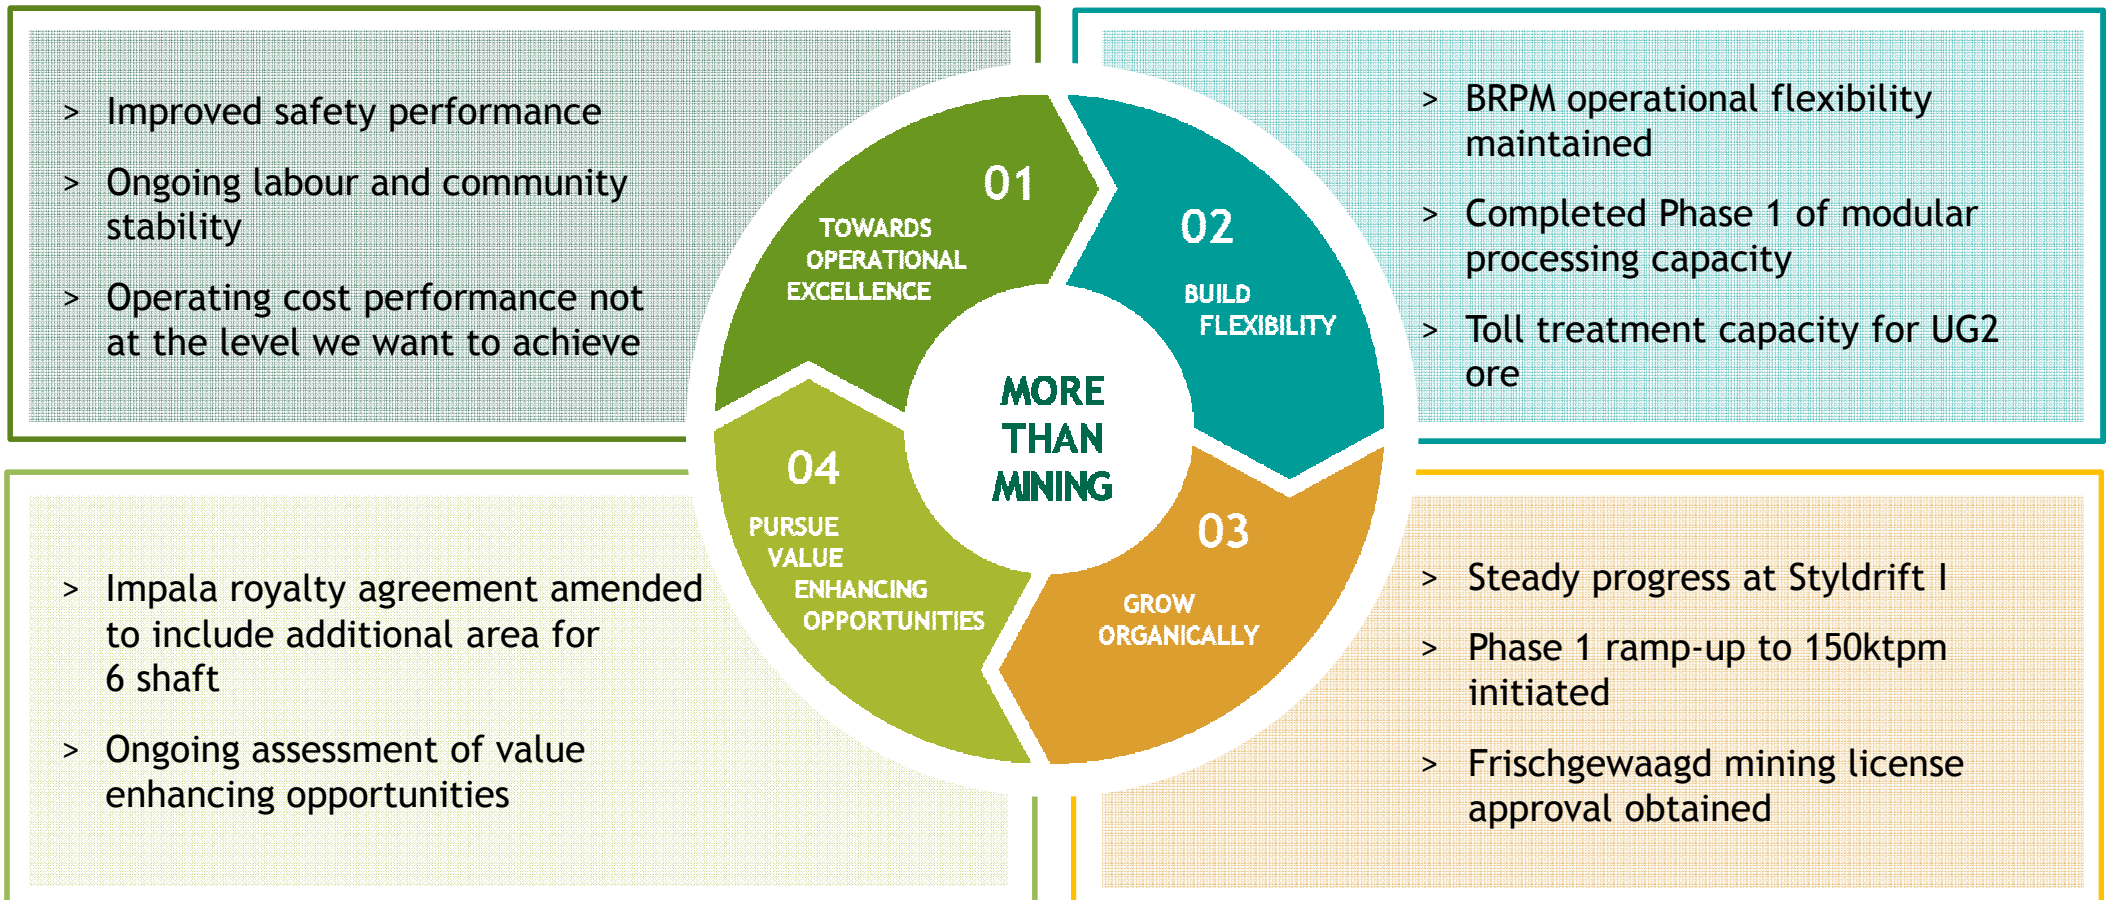 > Improved safety performance
> Ongoing labour and community
stability
> Operating cost performance not
at the level we want to achieve
01
TOWARDS
OPERATIONAL
EXCELLENCE
02
BUILD
FLEXIBILITY
> BRPM operational flexibility
maintained
> Completed Phase 1 of modular
processing capacity
> Toll treatment capacity for UG2
ore
MORE
THAN
MINING
04
PURSUE
VALUE
ENHANCING
OPPORTUNITIES
03
GROW
ORGANICALLY
> Impala royalty agreement amended
to include additional area for
6 shaft
> Ongoing assessment of value
enhancing opportunities
> Steady progress at Styldrift I
> Phase 1 ramp-up to 150ktpm
initiated
> Frischgewaagd mining license
approval obtained